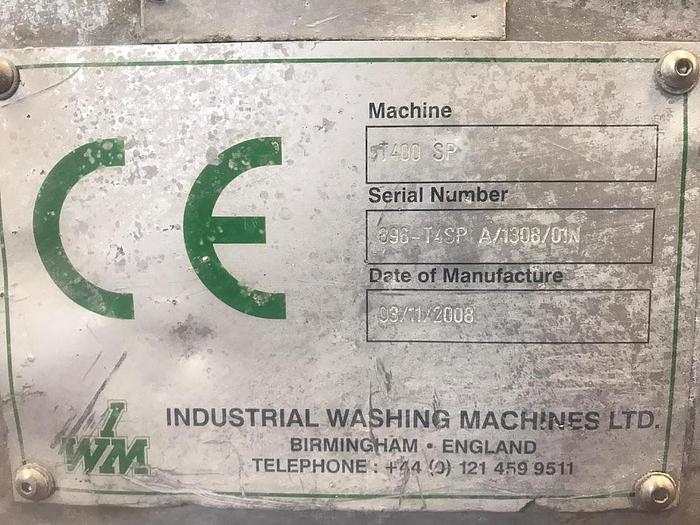 CE
Machine
T400 SP
Serial Number
896-T4SP A/1308/01N
Date of Manufacture
03/11/2008
IWM
INDUSTRIAL WASHING MACHINES LTD.
BIRMINGHAM • ENGLAND
TELEPHONE : +44 (0) 121 459 9511